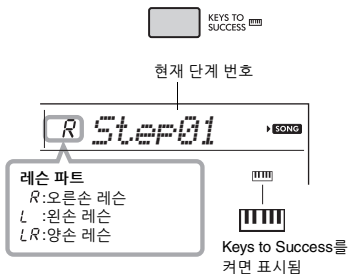 KEYS TO
SUCCESS
현재 단계 번호
R Step01
SONG
레슨 파트
R:오른손 레슨
L :왼손 레슨
LR:양손 레슨
Keys to Success를
켜면 표시됨